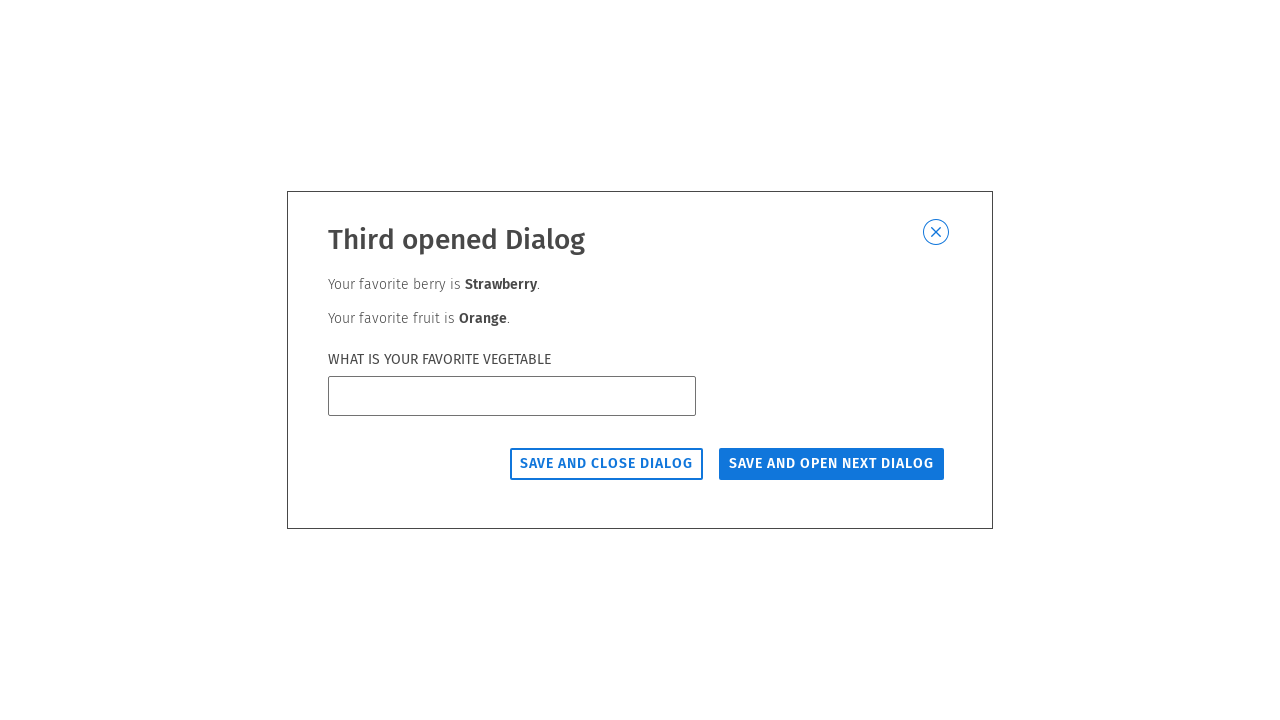 Third opened Dialog
Your favorite berry is Strawberry.
Your favorite fruit is Orange.
WHAT IS YOUR FAVORITE VEGETABLE
SAVE AND CLOSE DIALOG
SAVE AND OPEN NEXT DIALOG